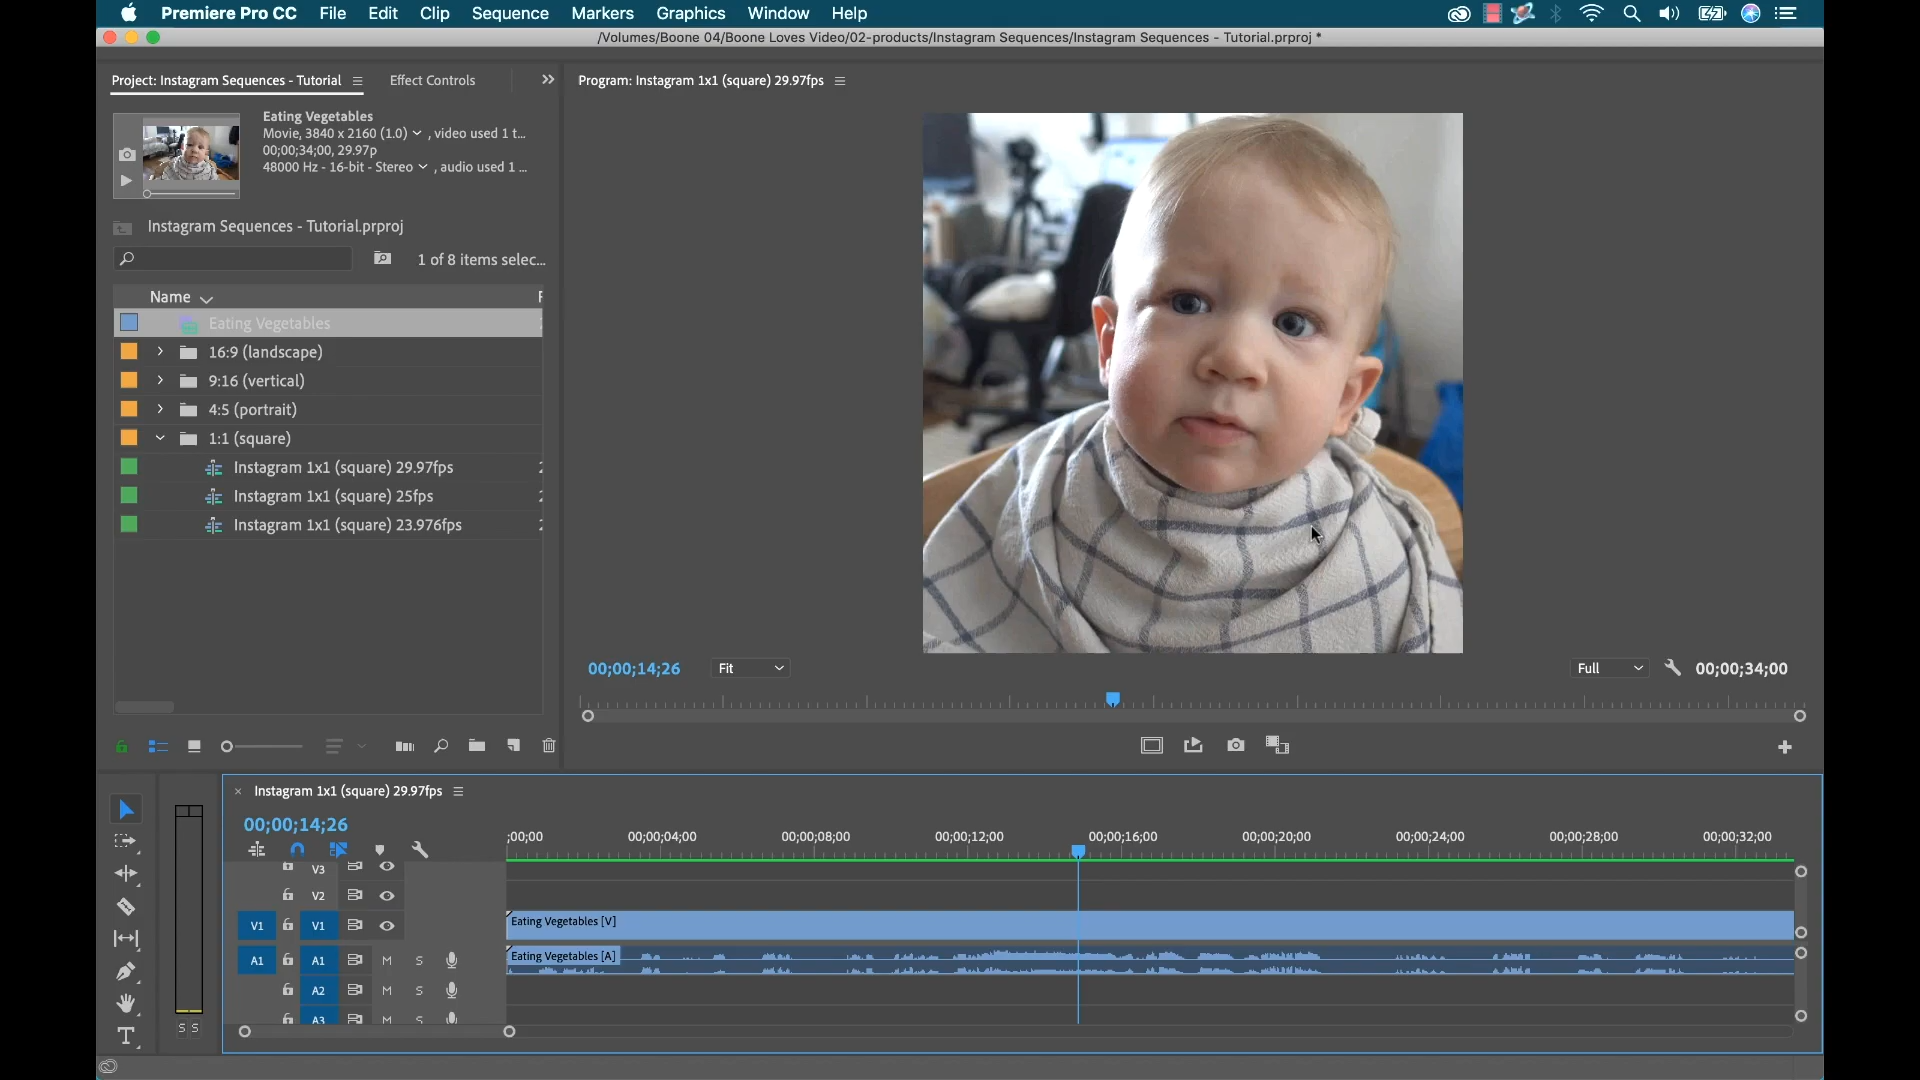 Premiere Pro CC File Edit Clip Sequence Markers Graphics Window Help
/Volumes/Boone 04/Boone Loves Video/02-products/Instagram Sequences/Instagram Sequences - Tutorial.prproj *
Project: Instagram Sequences - Tutorial Effect Controls
Program: Instagram 1x1 (square) 29.97fps
Eating Vegetables
Movie, 3840 x 2160 (1.0) , video used 1 t...
00;00;34;00, 29.97p
48000 Hz - 16-bit - Stereo , audio used 1 ...
Instagram Sequences - Tutorial.prproj
1 of 8 items selec...
Name
Eating Vegetables
16:9 (landscape)
9:16 (vertical)
4:5 (portrait)
1:1 (square)
Instagram 1x1 (square) 29.97fps
Instagram 1x1 (square) 25fps
Instagram 1x1 (square) 23.976fps
00;00;14;26 Fit Full 00;00;34;00
Instagram 1x1 (square) 29.97fps
00;00;14;26
;00;00 00;00;04;00 00;00;08;00 00;00;12;00 00;00;16;00 00;00;20;00 00;00;24;00 00;00;28;00 00;00;32;00
V3
V2
V1 V1 Eating Vegetables [V]
A1 A1 M S Eating Vegetables [A]
A2 M S
A3 M S
S S